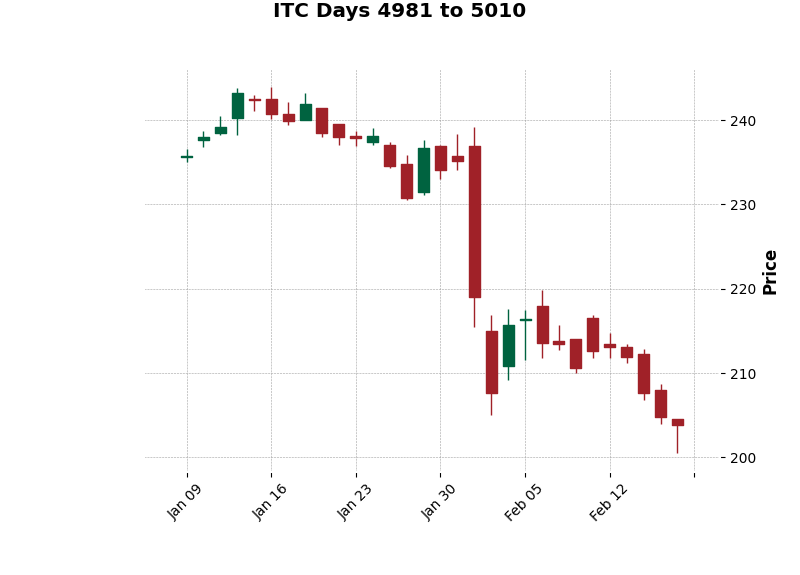 ITC Days 4981 to 5010
240
230
220
210
200
Price
Jan 09
Jan 16
Jan 23
Jan 30
Feb 05
Feb 12